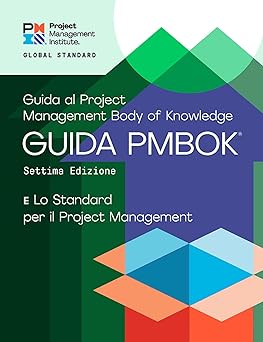 Project
Management
Institute.
GLOBAL STANDARD
Guida al Project
Management Body of Knowledge
GUIDA PMBOK®
Settima Edizione
E Lo Standard
per il Project Management